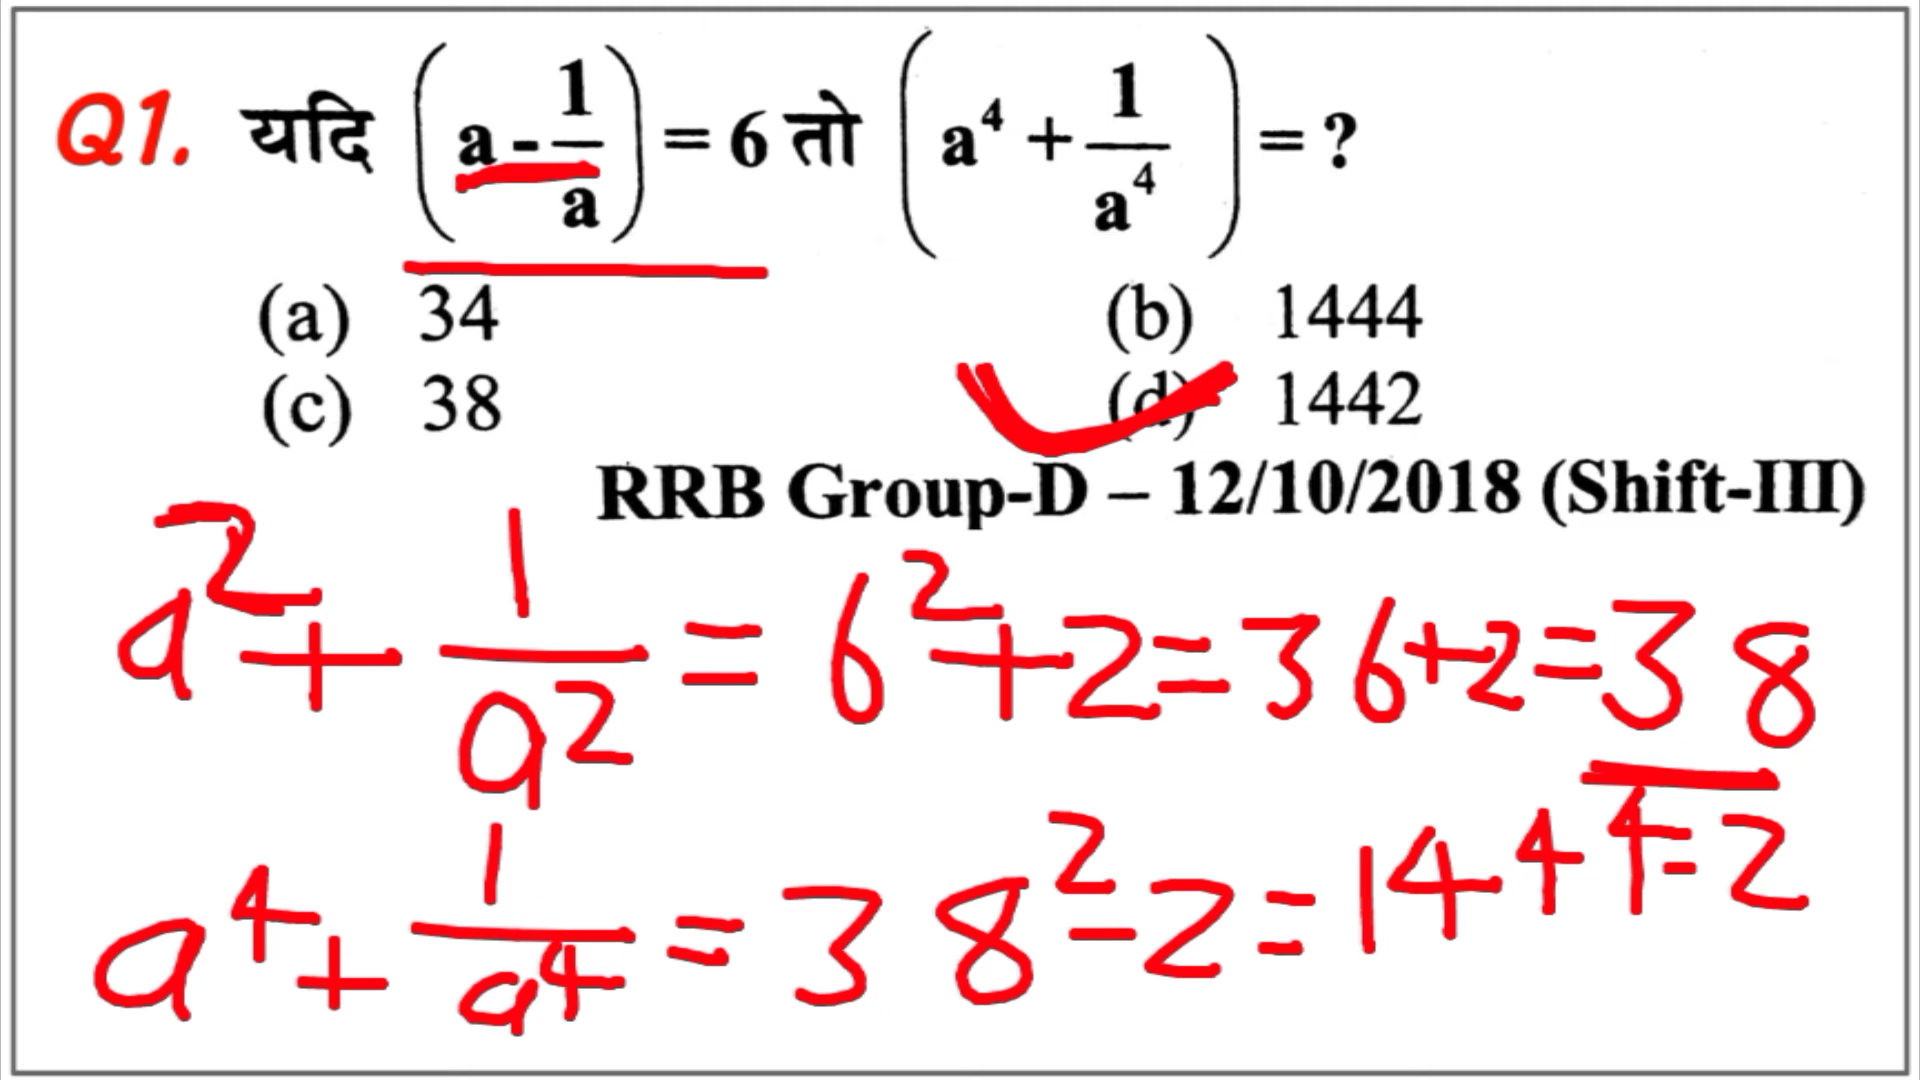 Q1. यदि (a - 1/a) = 6 तो (a⁴ + 1/a⁴) = ?
(a) 34 (b) 1444
(c) 38 (d) 1442
RRB Group-D – 12/10/2018 (Shift-III)
a² + 1/a² = 6² + 2 = 36 + 2 = 38
a⁴ + 1/a⁴ = 38² - 2 = 1444 - 2